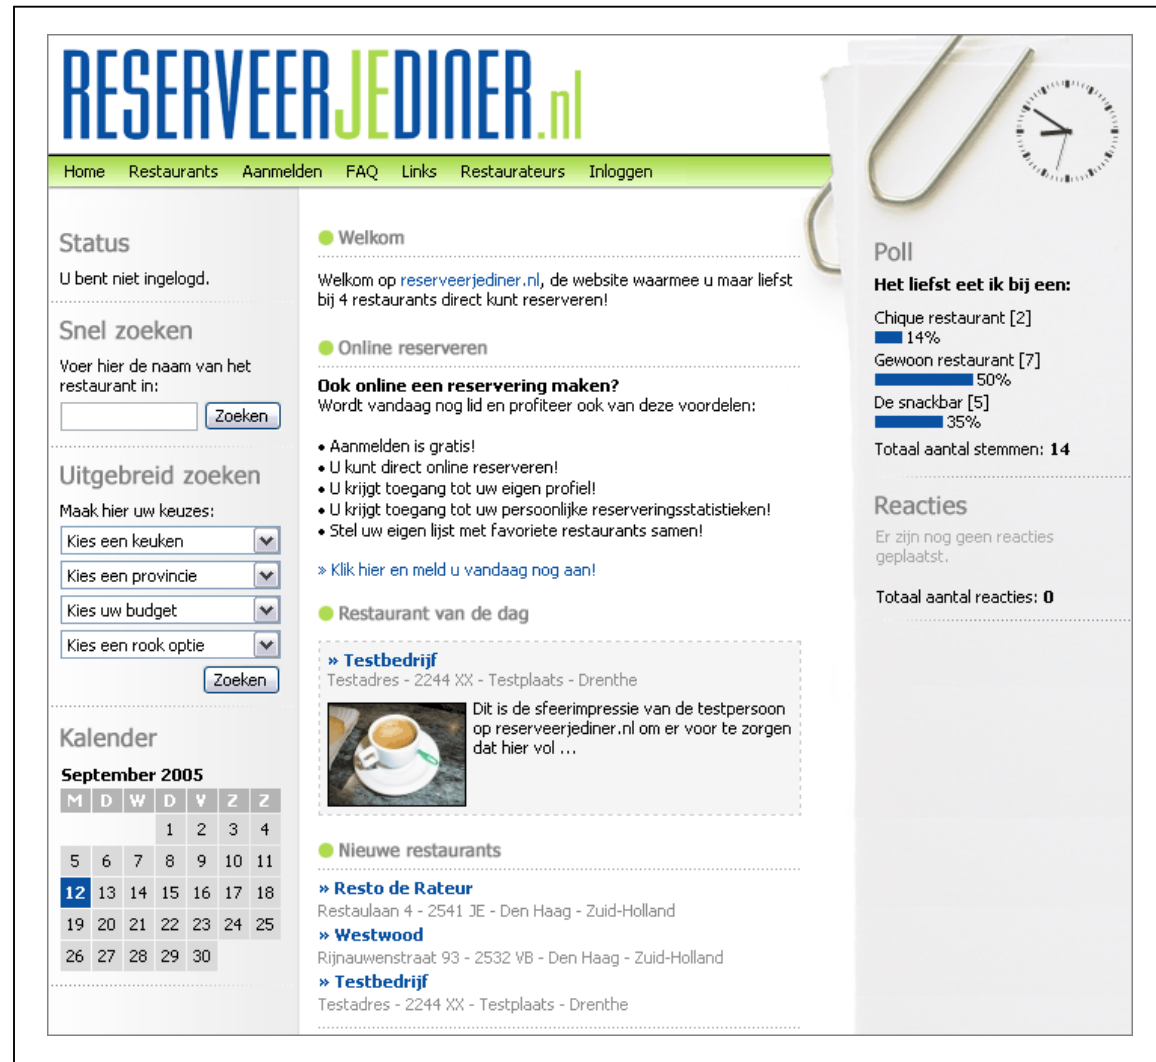 RESERVEERJEDINER.nl
Home Restaurants Aanmelden FAQ Links Restaurateurs Inloggen
Status
U bent niet ingelogd.
Snel zoeken
Voer hier de naam van het
restaurant in:
Zoeken
Uitgebreid zoeken
Maak hier uw keuzes:
Kies een keuken
Kies een provincie
Kies uw budget
Kies een rook optie
Zoeken
Kalender
September 2005
M D W D V Z Z
1 2 3 4
5 6 7 8 9 10 11
12 13 14 15 16 17 18
19 20 21 22 23 24 25
26 27 28 29 30
Welkom
Welkom op reserveerjediner.nl, de website waarmee u maar liefst
bij 4 restaurants direct kunt reserveren!
Online reserveren
Ook online een reservering maken?
Wordt vandaag nog lid en profiteer ook van deze voordelen:
• Aanmelden is gratis!
• U kunt direct online reserveren!
• U krijgt toegang tot uw eigen profiel!
• U krijgt toegang tot uw persoonlijke reserveringsstatistieken!
• Stel uw eigen lijst met favoriete restaurants samen!
» Klik hier en meld u vandaag nog aan!
Restaurant van de dag
» Testbedrijf
Testadres - 2244 XX - Testplaats - Drenthe
Dit is de sfeerimpressie van de testpersoon
op reserveerjediner.nl om er voor te zorgen
dat hier vol ...
Nieuwe restaurants
» Resto de Rateur
Restaulaan 4 - 2541 JE - Den Haag - Zuid-Holland
» Westwood
Rijnauwenstraat 93 - 2532 VB - Den Haag - Zuid-Holland
» Testbedrijf
Testadres - 2244 XX - Testplaats - Drenthe
Poll
Het liefst eet ik bij een:
Chique restaurant [2]
14%
Gewoon restaurant [7]
50%
De snackbar [5]
35%
Totaal aantal stemmen: 14
Reacties
Er zijn nog geen reacties
geplaatst.
Totaal aantal reacties: 0